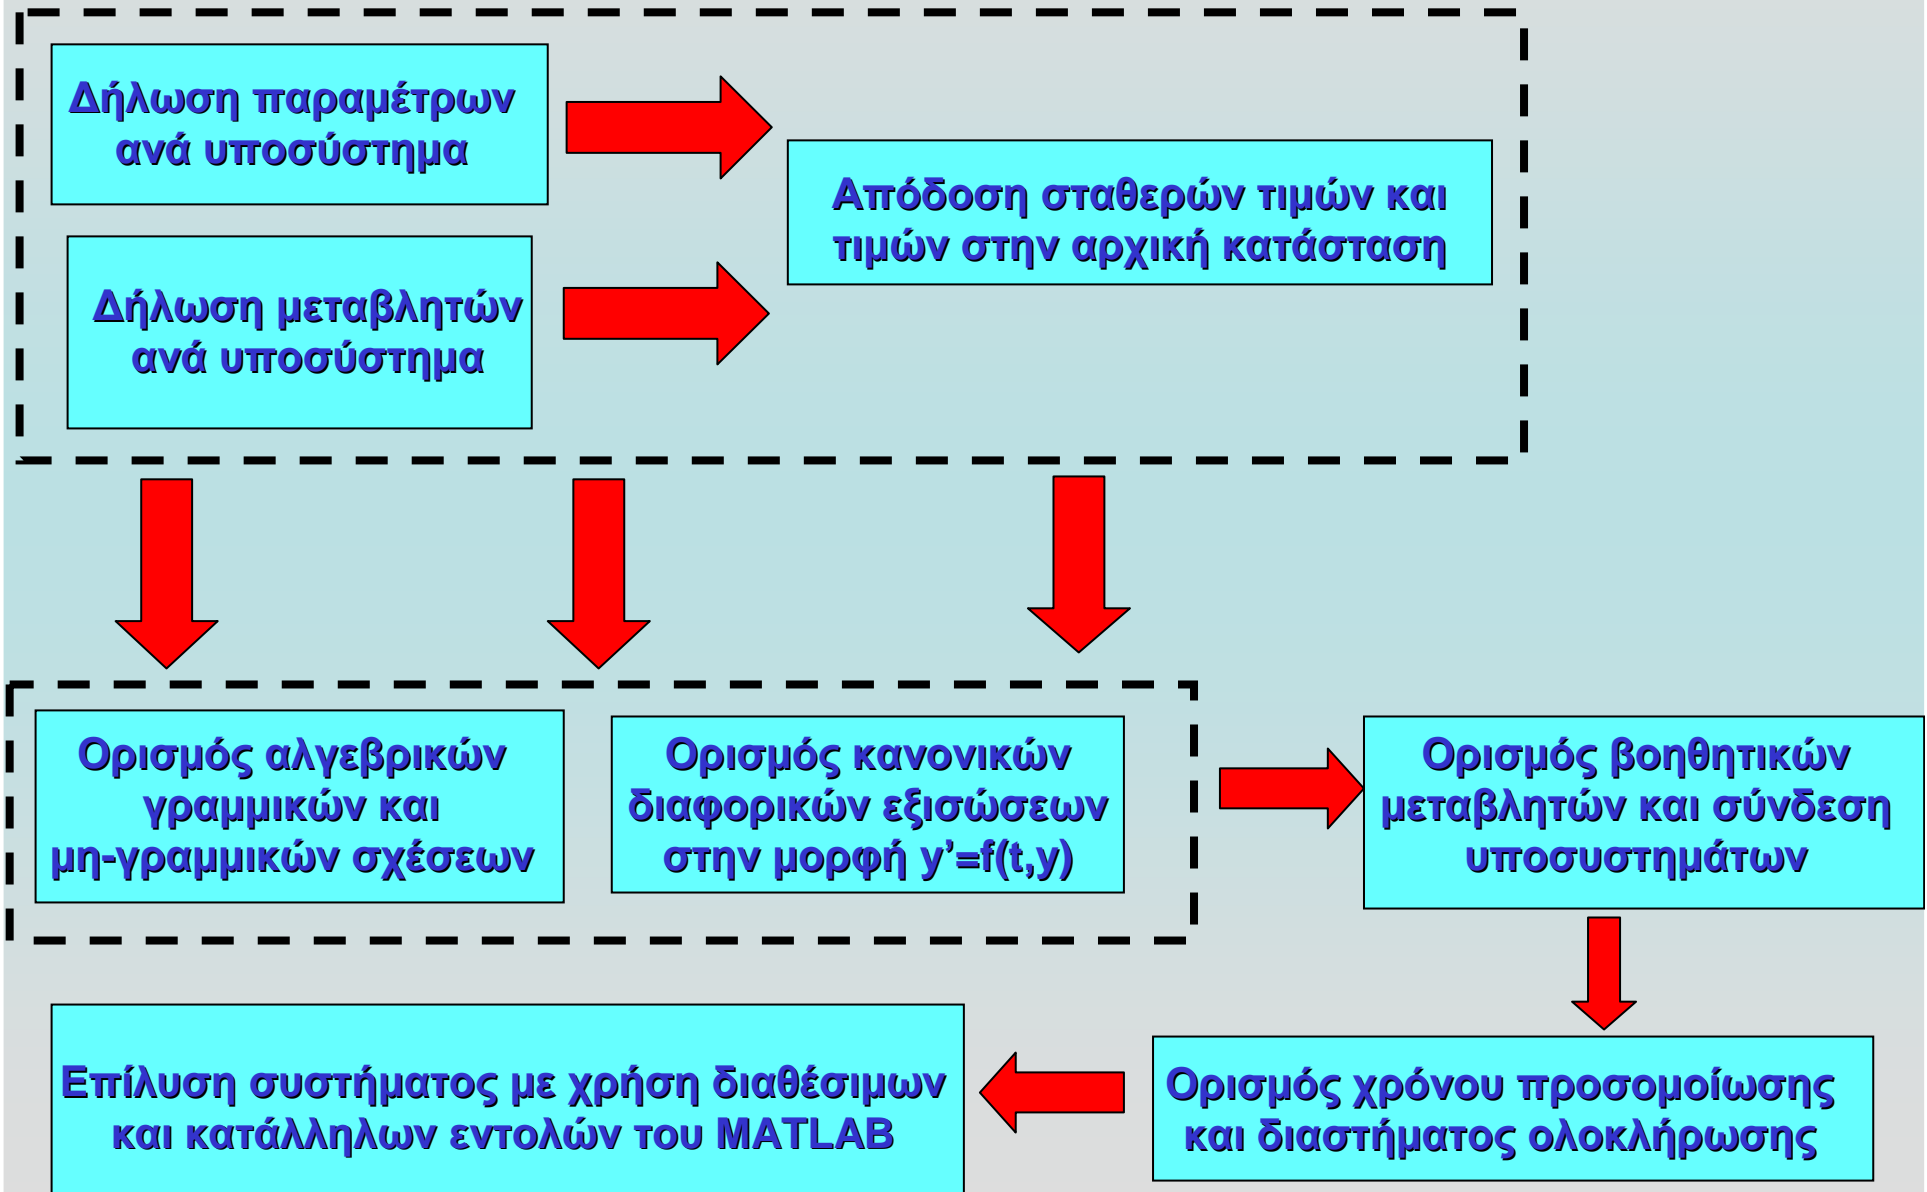 Δήλωση παραμέτρων
ανά υποσύστημα
Απόδοση σταθερών τιμών και
τιμών στην αρχική κατάσταση
Δήλωση μεταβλητών
ανά υποσύστημα
Ορισμός αλγεβρικών
γραμμικών και
μη-γραμμικών σχέσεων
Ορισμός κανονικών
διαφορικών εξισώσεων
στην μορφή y’=f(t,y)
Ορισμός βοηθητικών
μεταβλητών και σύνδεση
υποσυστημάτων
Ορισμός χρόνου προσομοίωσης
και διαστήματος ολοκλήρωσης
Επίλυση συστήματος με χρήση διαθέσιμων
και κατάλληλων εντολών του MATLAB